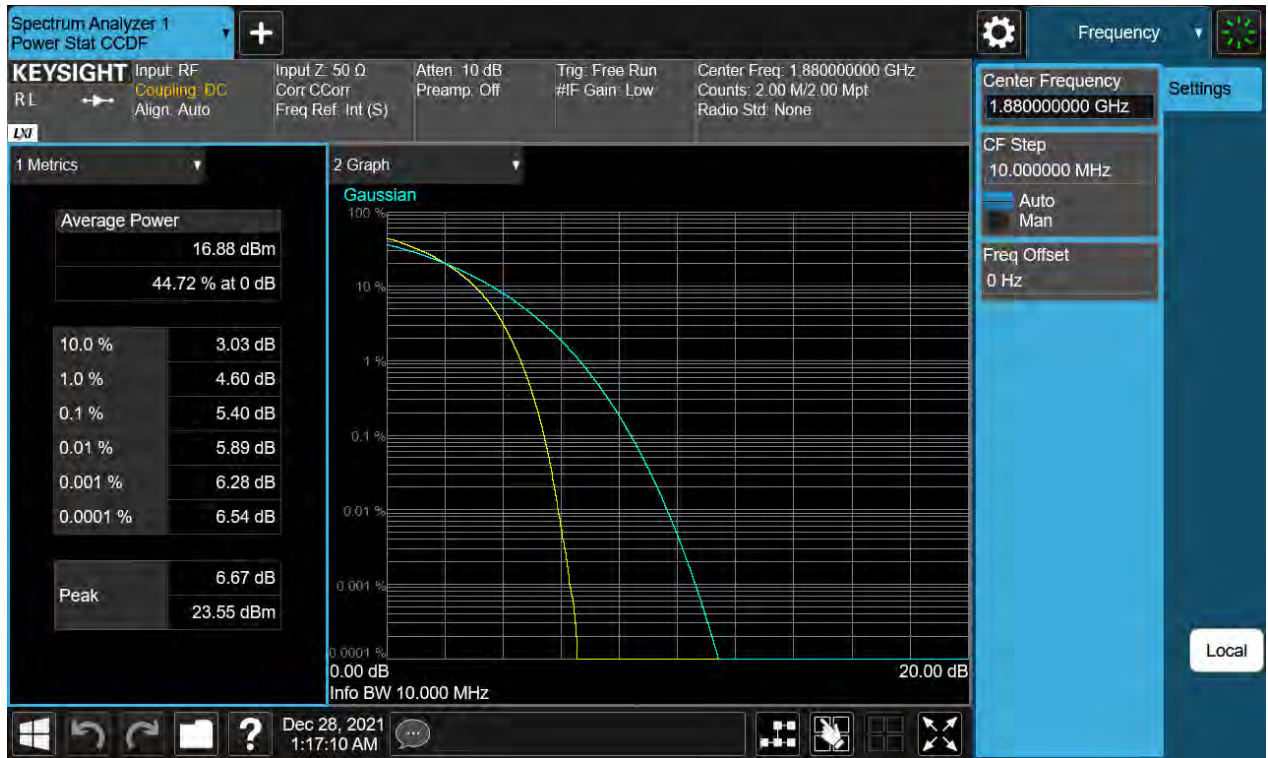 Spectrum Analyzer 1
Power Stat CCDF
+
Frequency
KEYSIGHT
RL
LXI
Input: RF
Coupling: DC
Align: Auto
Input Z: 50 Ω
Corr CCorr
Freq Ref: Int (S)
Atten: 10 dB
Preamp: Off
Trig: Free Run
#IF Gain: Low
Center Freq: 1.880000000 GHz
Counts: 2.00 M/2.00 Mpt
Radio Std: None
Center Frequency
1.880000000 GHz
Settings
CF Step
10.000000 MHz
Auto
Man
Freq Offset
0 Hz
1 Metrics
Average Power
16.88 dBm
44.72 % at 0 dB
10.0 % 3.03 dB
1.0 % 4.60 dB
0.1 % 5.40 dB
0.01 % 5.89 dB
0.001 % 6.28 dB
0.0001 % 6.54 dB
Peak
6.67 dB
23.55 dBm
2 Graph
Gaussian
100 %
10 %
1 %
0.1 %
0.01 %
0.001 %
0.0001 %
0.00 dB 20.00 dB
Info BW 10.000 MHz
Local
?
Dec 28, 2021
1:17:10 AM